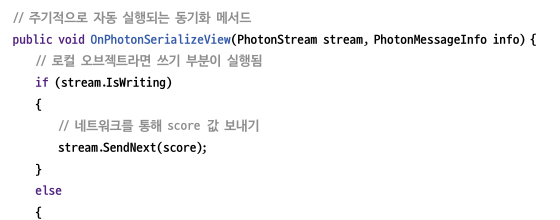 // 주기적으로 자동 실행되는 동기화 메서드
public void OnPhotonSerializeView(PhotonStream stream, PhotonMessageInfo info) {
// 로컬 오브젝트라면 쓰기 부분이 실행됨
if (stream.IsWriting)
{
// 네트워크를 통해 score 값 보내기
stream.SendNext(score);
}
else
{